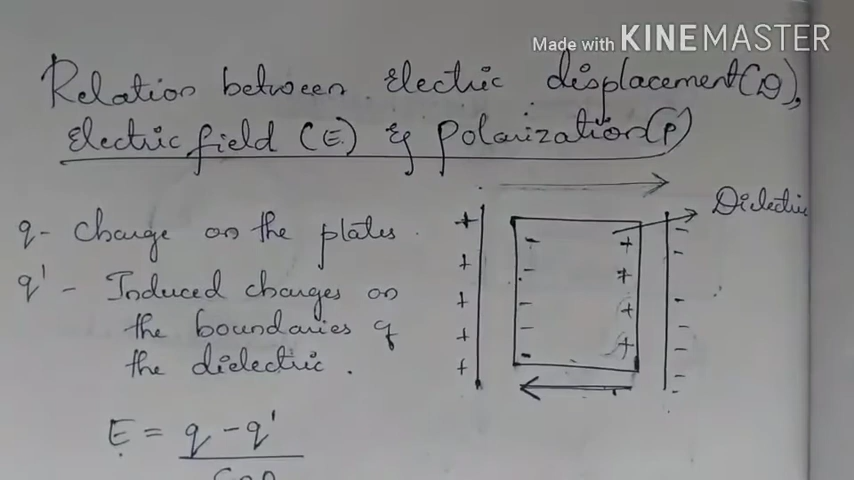 Made with KINEMASTER
Relation between Electric displacement(D),
Electric field (E) & Polarization(P)
Dielectric
q - Charge on the plates.
q' - Induced charges on
the boundaries of
the dielectric.
+ + + + +
- - - - -
+ + + +
- - - - - -
E = q - q'